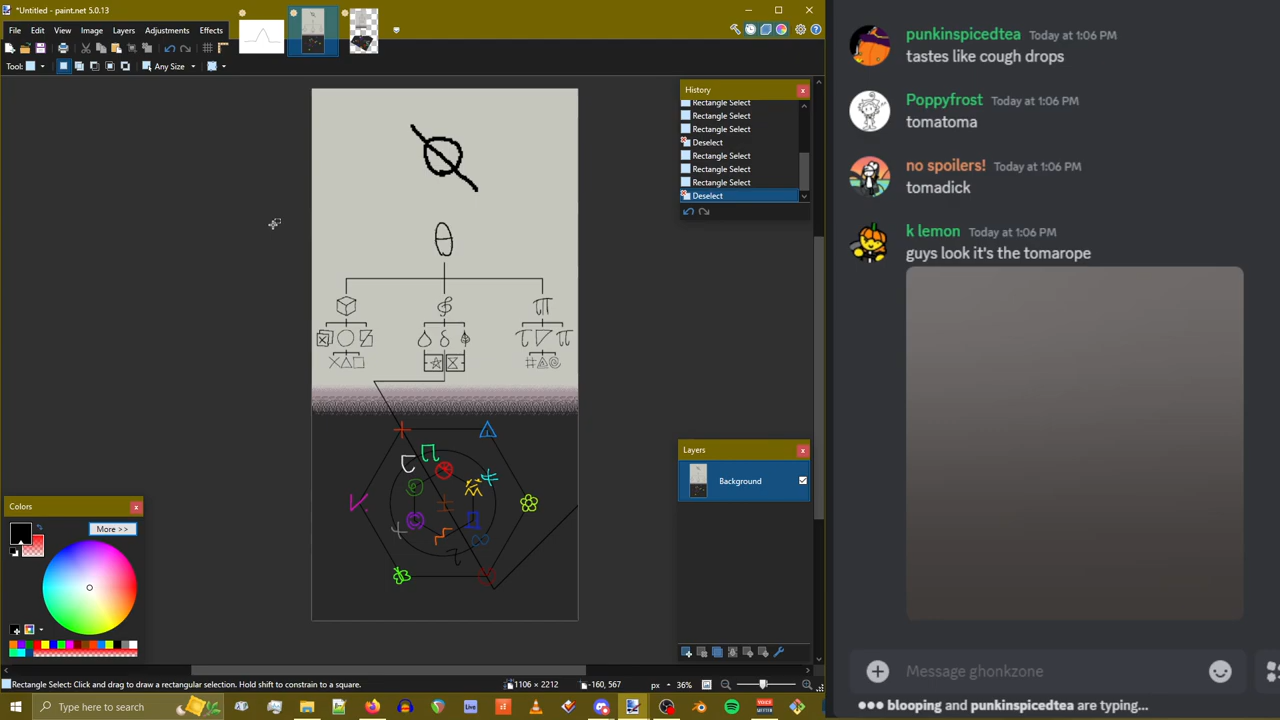 *Untitled - paint.net 5.0.13
File Edit View Image Layers Adjustments Effects
Tool: Any Size
History
Rectangle Select
Rectangle Select
Rectangle Select
Deselect
Rectangle Select
Rectangle Select
Rectangle Select
Deselect
Layers
Background
Colors
More >>
Rectangle Select: Click and drag to draw a rectangular selection. Hold shift to constrain to a square.
1106 × 2212
-160, 567
px
36%
Type here to search
punkinspicedtea Today at 1:06 PM
tastes like cough drops
Poppyfrost Today at 1:06 PM
tomatoma
no spoilers! Today at 1:06 PM
tomadick
k lemon Today at 1:06 PM
guys look it's the tomarope
Message ghonkzone
blooping and punkinspicedtea are typing...